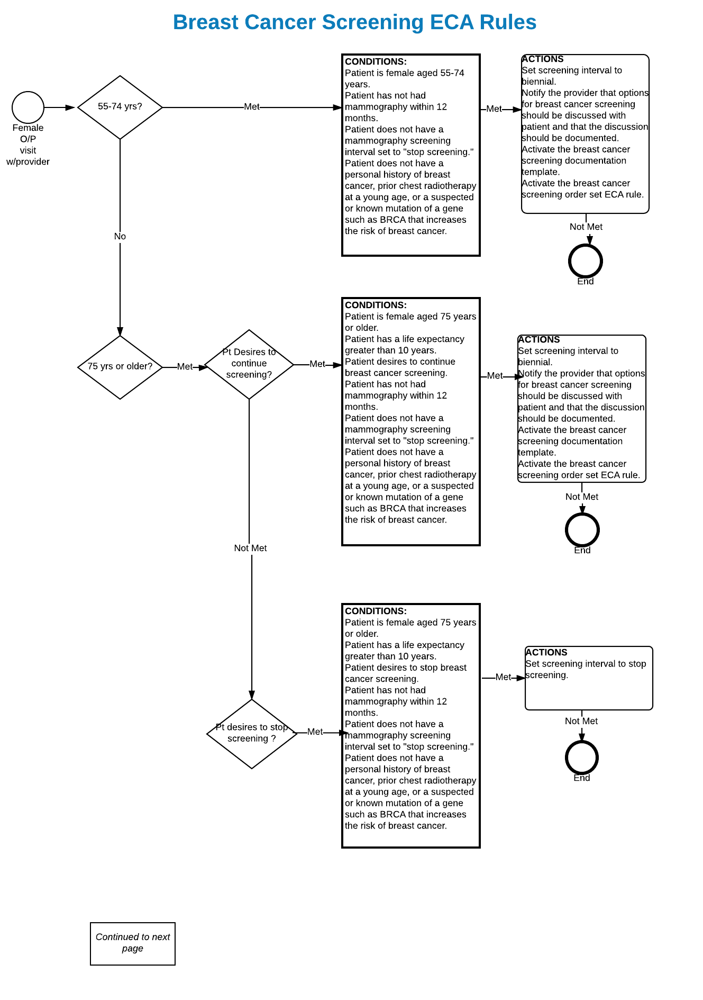 Breast Cancer Screening ECA Rules
Female
O/P
visit
w/provider
55-74 yrs?
Met
CONDITIONS:
Patient is female aged 55-74
years.
Patient has not had
mammography within 12
months.
Patient does not have a
mammography screening
interval set to "stop screening."
Patient does not have a
personal history of breast
cancer, prior chest radiotherapy
at a young age, or a suspected
or known mutation of a gene
such as BRCA that increases
the risk of breast cancer.
Met
ACTIONS
Set screening interval to
biennial.
Notify the provider that options
for breast cancer screening
should be discussed with
patient and that the discussion
should be documented.
Activate the breast cancer
screening documentation
template.
Activate the breast cancer
screening order set ECA rule.
Not Met
End
No
75 yrs or older?
Met
Pt Desires to
continue
screening?
Met
CONDITIONS:
Patient is female aged 75 years
or older.
Patient has a life expectancy
greater than 10 years.
Patient desires to continue
breast cancer screening.
Patient has not had
mammography within 12
months.
Patient does not have a
mammography screening
interval set to "stop screening."
Patient does not have a
personal history of breast
cancer, prior chest radiotherapy
at a young age, or a suspected
or known mutation of a gene
such as BRCA that increases
the risk of breast cancer.
Met
ACTIONS
Set screening interval to
biennial.
Notify the provider that options
for breast cancer screening
should be discussed with
patient and that the discussion
should be documented.
Activate the breast cancer
screening documentation
template.
Activate the breast cancer
screening order set ECA rule.
Not Met
End
Not Met
Pt desires to stop
screening ?
Met
CONDITIONS:
Patient is female aged 75 years
or older.
Patient has a life expectancy
greater than 10 years.
Patient desires to stop breast
cancer screening.
Patient has not had
mammography within 12
months.
Patient does not have a
mammography screening
interval set to "stop screening."
Patient does not have a
personal history of breast
cancer, prior chest radiotherapy
at a young age, or a suspected
or known mutation of a gene
such as BRCA that increases
the risk of breast cancer.
Met
ACTIONS
Set screening interval to stop
screening.
Not Met
End
Continued to next
page